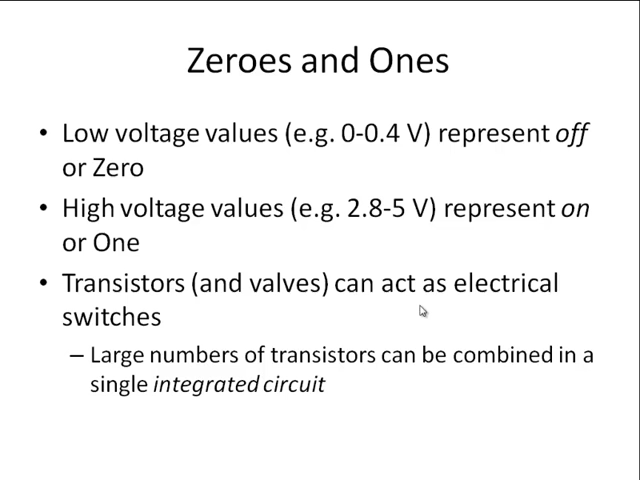 Zeroes and Ones
• Low voltage values (e.g. 0-0.4 V) represent off
or Zero
• High voltage values (e.g. 2.8-5 V) represent on
or One
• Transistors (and valves) can act as electrical
switches
– Large numbers of transistors can be combined in a
single integrated circuit